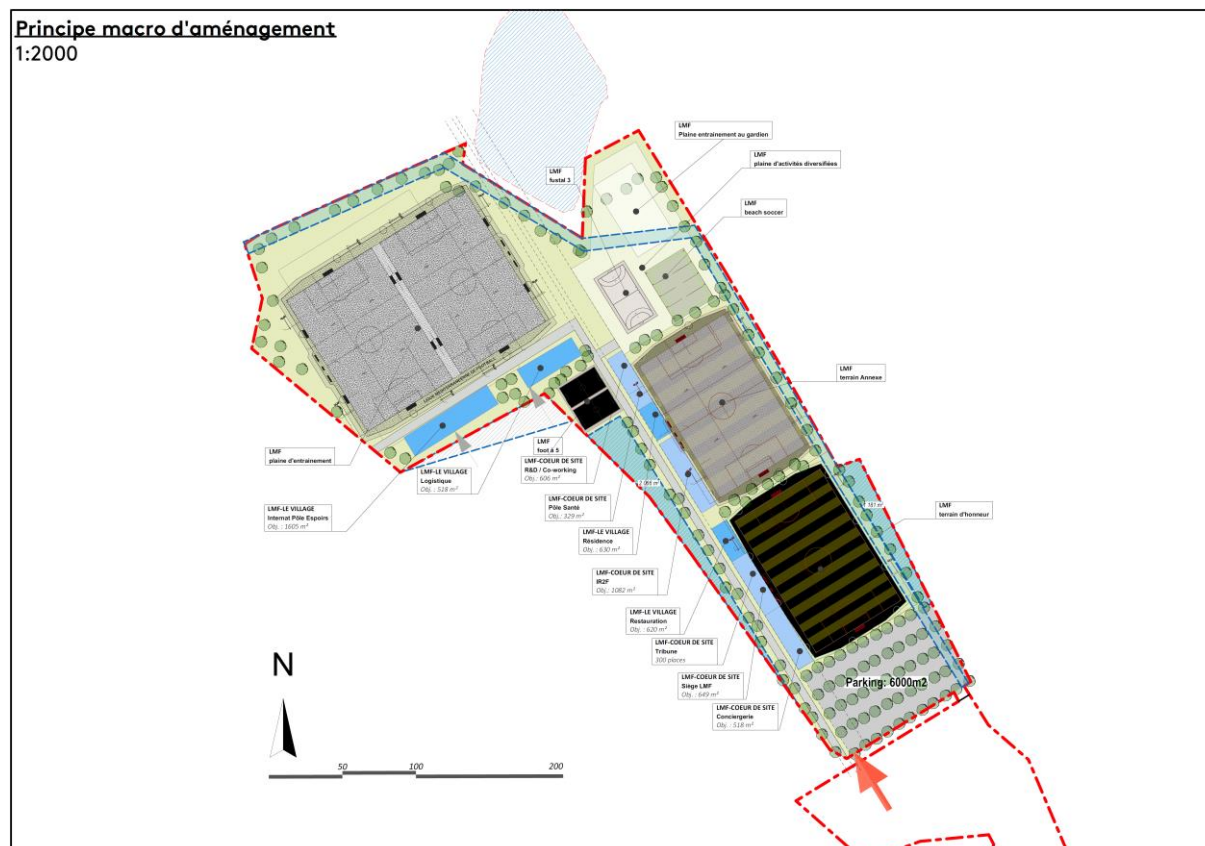 Principe macro d'aménagement
1:2000
LMF
Plaine entrainement au gardien
LMF
plaine d'activités diversifiées
LMF
fustal 3
LMF
beach soccer
LMF
terrain Annexe
LMF
plaine d'entrainement
LMF
foot à 5
LMF-LE VILLAGE
Logistique
Obj. : 528 m²
LMF-COEUR DE SITE
R&D / Co-working
Obj. : 606 m²
LMF-LE VILLAGE
Internat Pôle Espoirs
Obj. : 1605 m²
LMF-COEUR DE SITE
Pôle Santé
Obj. : 329 m²
LMF
terrain d'honneur
LMF-LE VILLAGE
Résidence
Obj. : 630 m²
LMF-COEUR DE SITE
IR2F
Obj.: 1082 m²
LMF-LE VILLAGE
Restauration
Obj. : 620 m²
LMF-COEUR DE SITE
Tribune
300 places
LMF-COEUR DE SITE
Siège LMF
Obj. : 649 m²
LMF-COEUR DE SITE
Conciergerie
Obj. : 518 m²
Parking: 6000m2
N
50 100 200